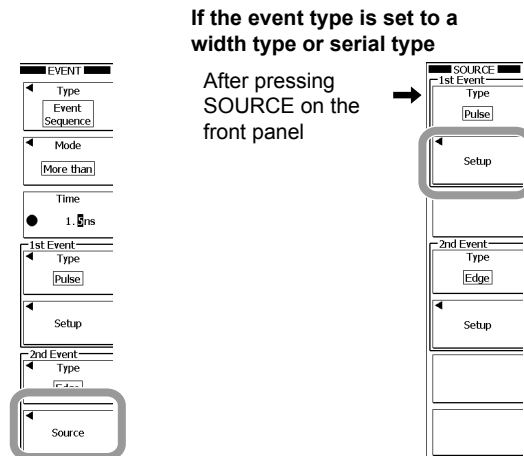 If the event type is set to a
width type or serial type
EVENT
Type
Event
Sequence
Mode
More than
Time
1.5ns
1st Event
Type
Pulse
Setup
2nd Event
Type
Edge
Source
After pressing
SOURCE on the
front panel
SOURCE
1st Event
Type
Pulse
Setup
2nd Event
Type
Edge
Setup